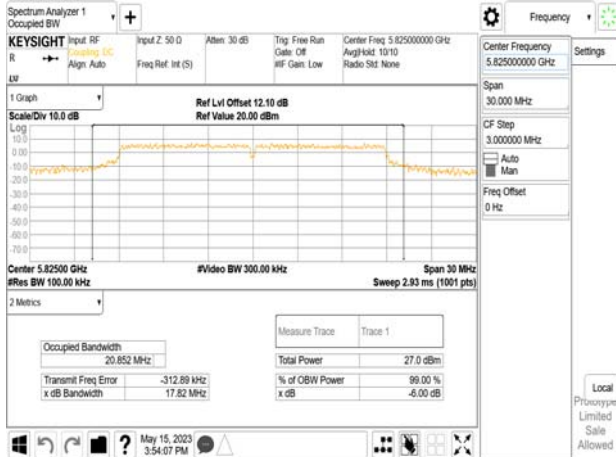 Spectrum Analyzer 1
Occupied BW
+
Frequency
KEYSIGHT
R
LXI
Input: RF
Coupling: DC
Align: Auto
Input Z: 50 Ω
Freq Ref: Int (S)
Atten: 30 dB
Trig: Free Run
Gate: Off
#IF Gain: Low
Center Freq: 5.825000000 GHz
Avg|Hold: 10/10
Radio Std: None
Center Frequency
5.825000000 GHz
Settings
Span
30.000 MHz
CF Step
3.000000 MHz
Auto
Man
Freq Offset
0 Hz
1 Graph
Scale/Div 10.0 dB
Ref Lvl Offset 12.10 dB
Ref Value 20.00 dBm
Log
10.0
0.00
-10.0
-20.0
-30.0
-40.0
-50.0
-60.0
-70.0
Center 5.82500 GHz
#Res BW 100.00 kHz
#Video BW 300.00 kHz
Span 30 MHz
Sweep 2.93 ms (1001 pts)
2 Metrics
Measure Trace Trace 1
Occupied Bandwidth
20.852 MHz
Total Power 27.0 dBm
Transmit Freq Error -312.89 kHz
% of OBW Power 99.00 %
x dB Bandwidth 17.82 MHz
x dB -6.00 dB
Local
Prototype
Limited
Sale
Allowed
?
May 15, 2023
3:54:07 PM